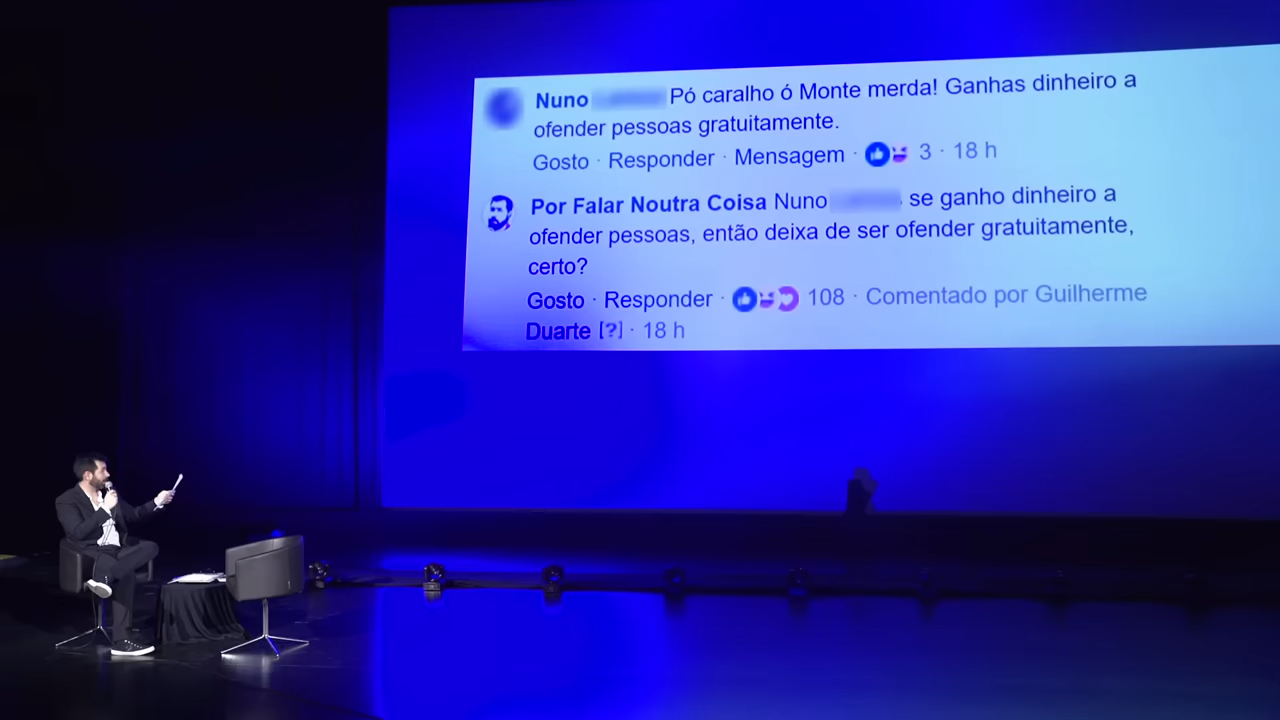 Nuno Pó caralho ó Monte merda! Ganhas dinheiro a
ofender pessoas gratuitamente.
Gosto · Responder · Mensagem · 3 · 18 h
Por Falar Noutra Coisa Nuno se ganho dinheiro a
ofender pessoas, então deixa de ser ofender gratuitamente,
certo?
Gosto · Responder · 108 · Comentado por Guilherme
Duarte [?] · 18 h